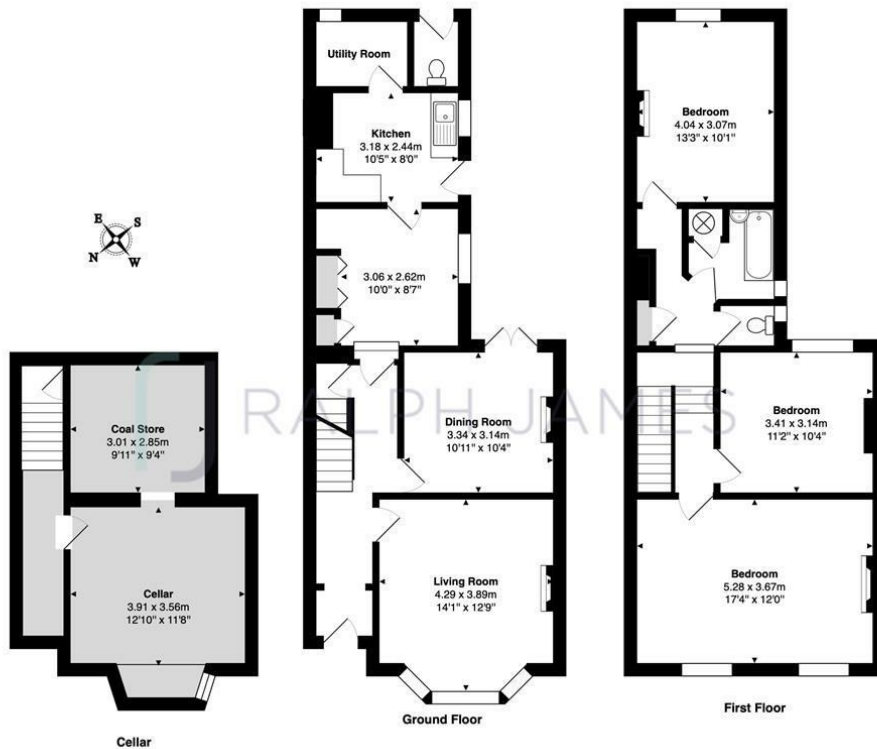 Utility Room
Kitchen
3.18 x 2.44m
10'5" x 8'0"
3.06 x 2.62m
10'0" x 8'7"
Dining Room
3.34 x 3.14m
10'11" x 10'4"
Living Room
4.29 x 3.89m
14'1" x 12'9"
Ground Floor
Bedroom
4.04 x 3.07m
13'3" x 10'1"
Bedroom
3.41 x 3.14m
11'2" x 10'4"
Bedroom
5.28 x 3.67m
17'4" x 12'0"
First Floor
E S
N W
Coal Store
3.01 x 2.85m
9'11" x 9'4"
Cellar
3.91 x 3.56m
12'10" x 11'8"
Cellar
RALPH JAMES